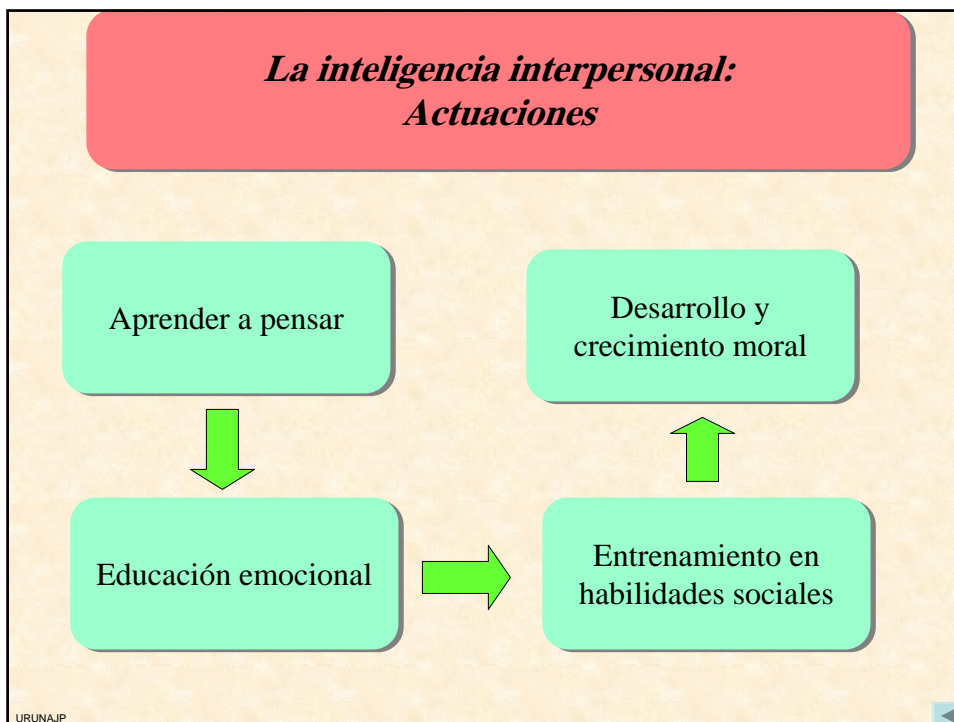 La inteligencia interpersonal:
Actuaciones
Aprender a pensar
Educación emocional
Entrenamiento en
habilidades sociales
Desarrollo y
crecimiento moral
URUNAJP